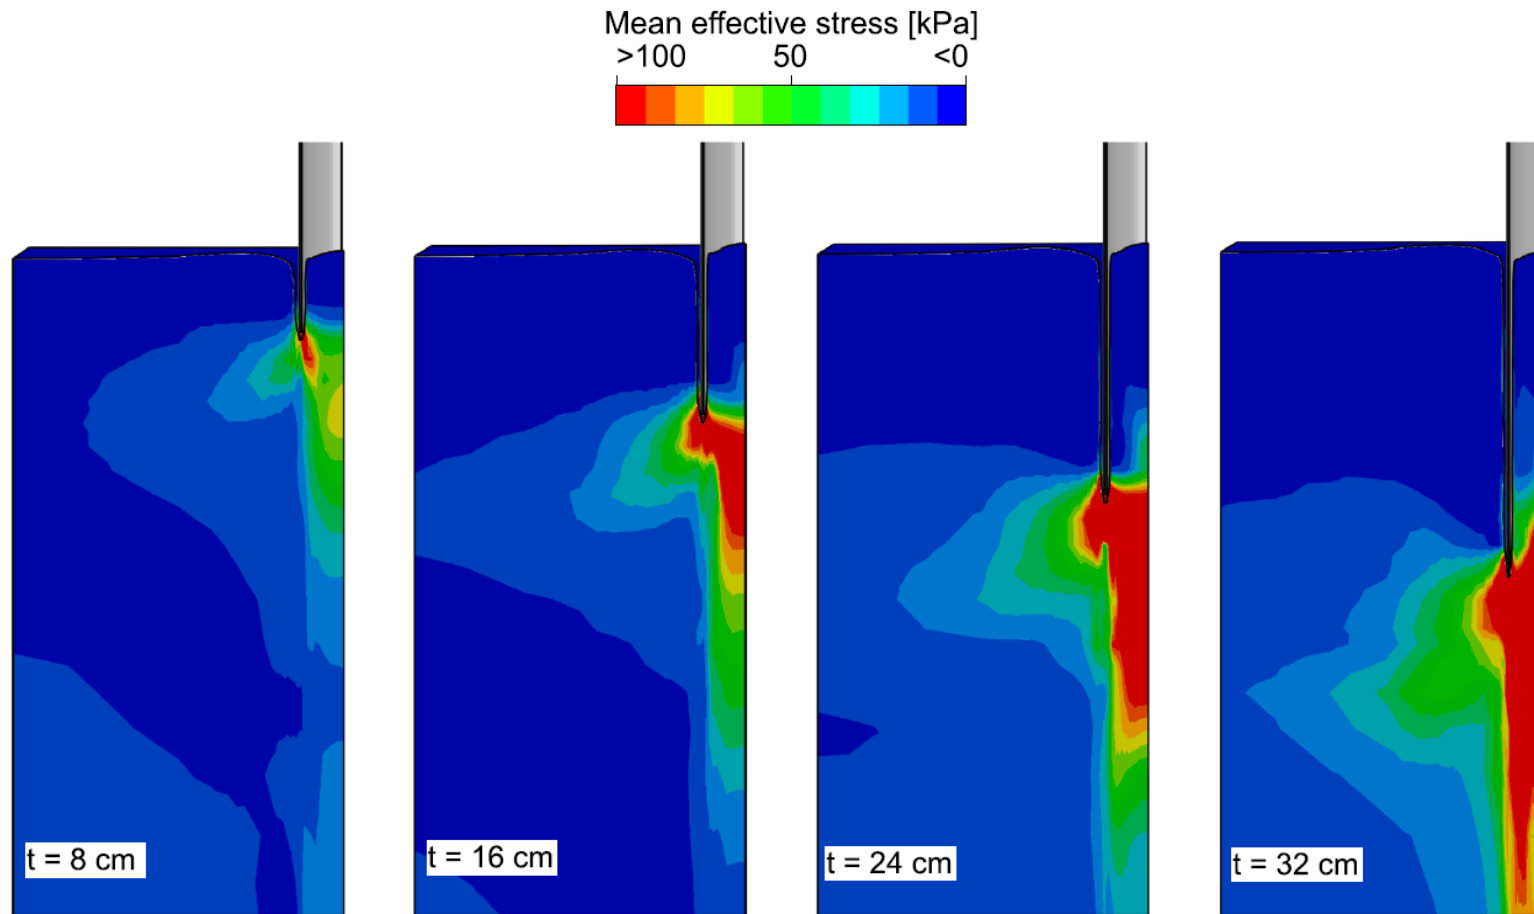 Mean effective stress [kPa]
>100 50 <0
t = 8 cm
t = 16 cm
t = 24 cm
t = 32 cm